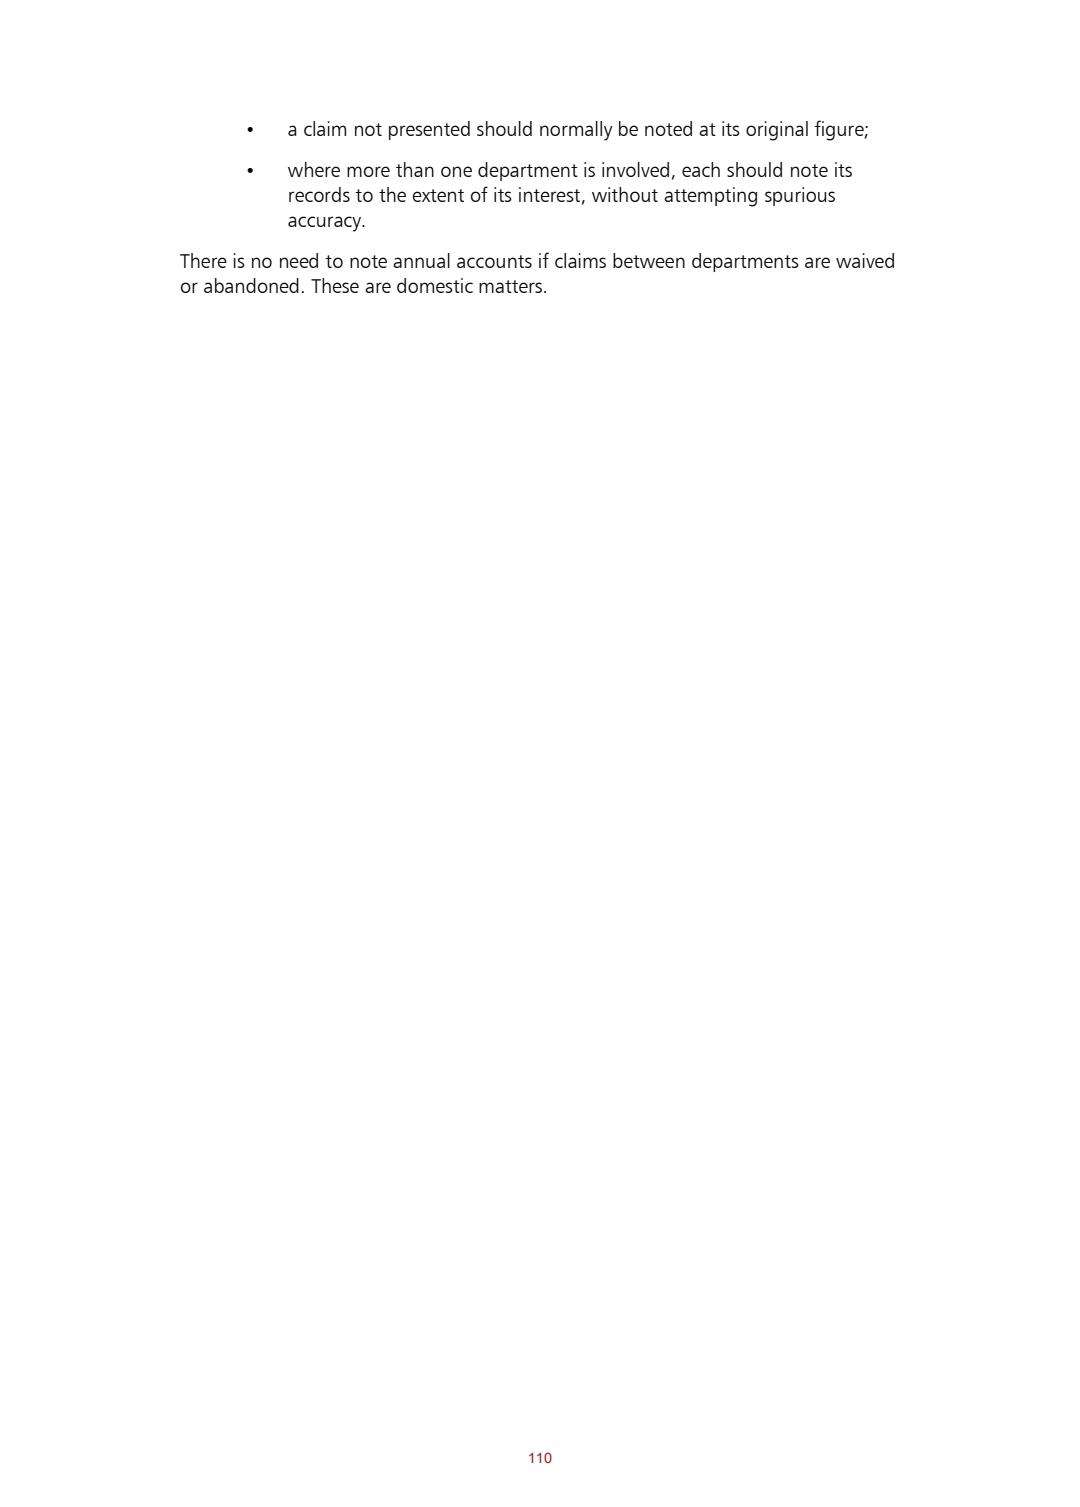 • a claim not presented should normally be noted at its original figure;
• where more than one department is involved, each should note its
records to the extent of its interest, without attempting spurious
accuracy.
There is no need to note annual accounts if claims between departments are waived
or abandoned. These are domestic matters.
110